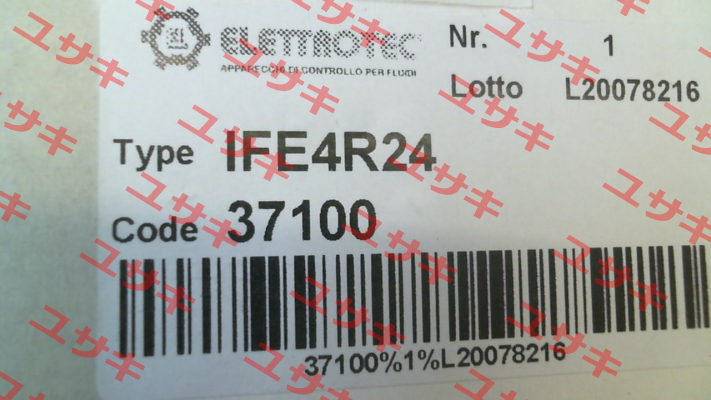 ELETTROTEC
APPARECCHI DI CONTROLLO PER FLUIDI
Nr. 1
Lotto L20078216
Type IFE4R24
Code 37100
37100%1%L20078216
ユサキ